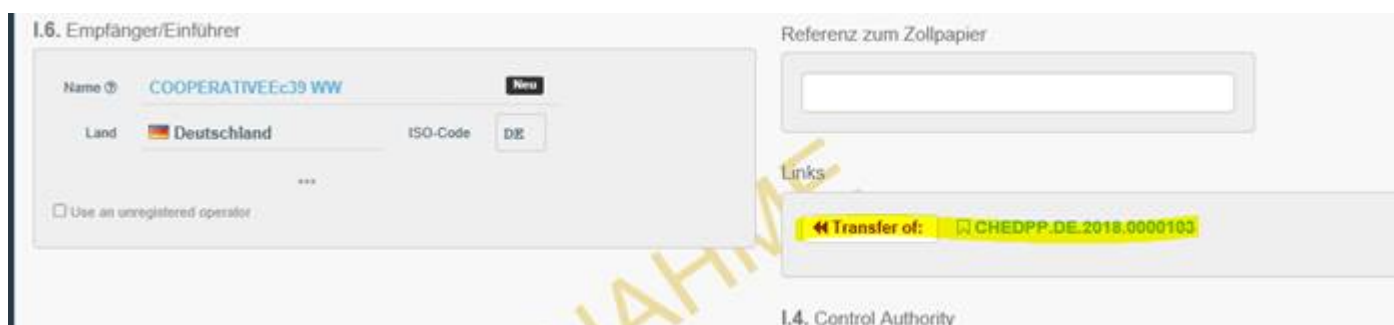 I.6. Empfänger/Einführer
Name COOPERATIVEEc39 WW Neu
Land Deutschland ISO-Code DE
...
Use an unregistered operator
Referenz zum Zollpapier
Links
Transfer of: CHEDPP.DE.2018.0000103
I.4. Control Authority